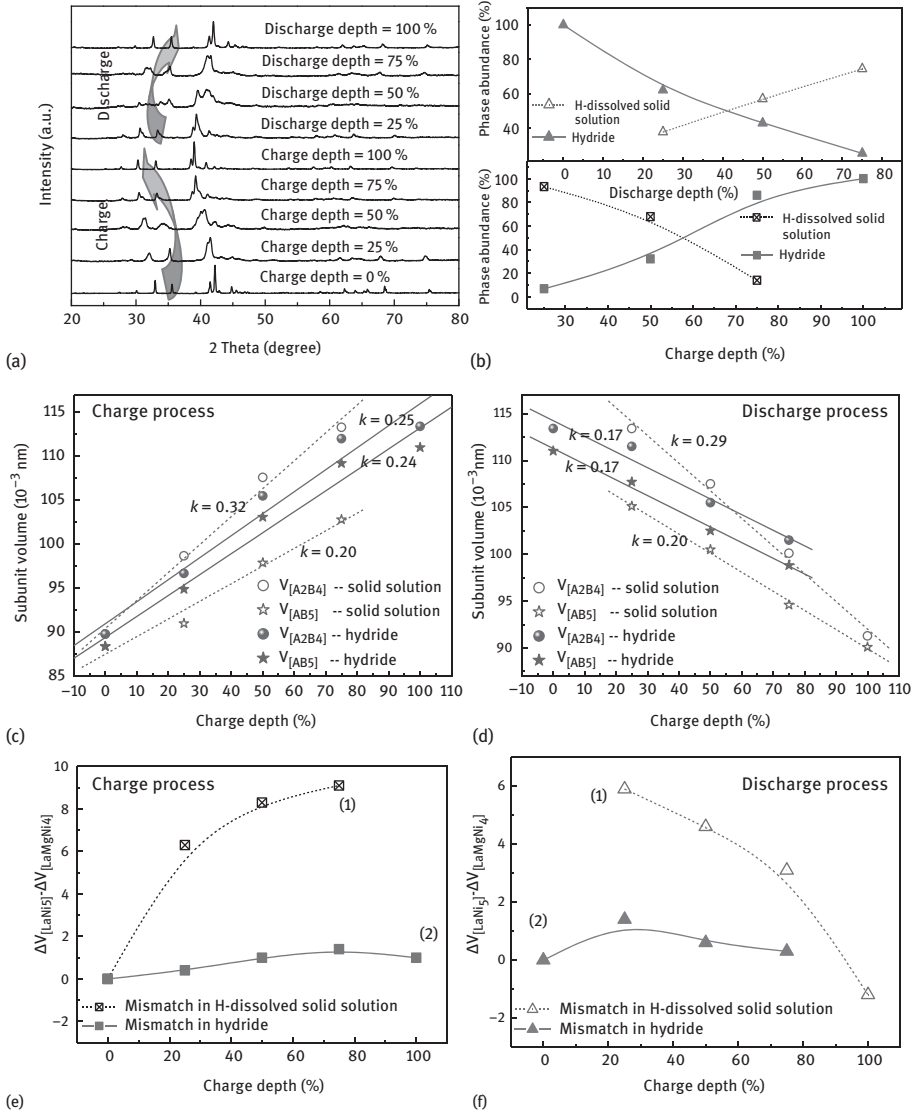 Intensity (a.u.)
Discharge
Charge
Discharge depth = 100 %
Discharge depth = 75 %
Discharge depth = 50 %
Discharge depth = 25 %
Charge depth = 100 %
Charge depth = 75 %
Charge depth = 50 %
Charge depth = 25 %
Charge depth = 0 %
20 30 40 50 60 70 80
2 Theta (degree)
(a)
Phase abundance (%)
100
80
60
40
H-dissolved solid
solution
Hydride
0 10 20 30 40 50 60 70 80
Discharge depth (%)
Phase abundance (%)
100
80
60
40
20
0
H-dissolved solid
solution
Hydride
30 40 50 60 70 80 90 100
Charge depth (%)
(b)
Charge process
Subunit volume (10⁻³ nm)
115
110
105
100
95
90
85
k = 0.25
k = 0.24
k = 0.32
k = 0.20
V[A2B4] -- solid solution
V[AB5] -- solid solution
V[A2B4] -- hydride
V[AB5] -- hydride
−10 0 10 20 30 40 50 60 70 80 90 100 110
Charge depth (%)
(c)
Discharge process
Subunit volume (10⁻³ nm)
115
110
105
100
95
90
k = 0.17
k = 0.29
k = 0.17
k = 0.20
V[A2B4] -- solid solution
V[AB5] -- solid solution
V[A2B4] -- hydride
V[AB5] -- hydride
−10 0 10 20 30 40 50 60 70 80 90 100 110
Charge depth (%)
(d)
Charge process
ΔV[LaNi5]-ΔV[LaMgNi4]
10
8
6
4
2
0
−2
(1)
(2)
Mismatch in H-dissolved solid solution
Mismatch in hydride
0 20 40 60 80 100
Charge depth (%)
(e)
Discharge process
ΔV[LaNi₅]-ΔV[LaMgNi₄]
6
4
2
0
−2
(1)
(2)
Mismatch in H-dissolved solid solution
Mismatch in hydride
0 20 40 60 80 100
Charge depth (%)
(f)